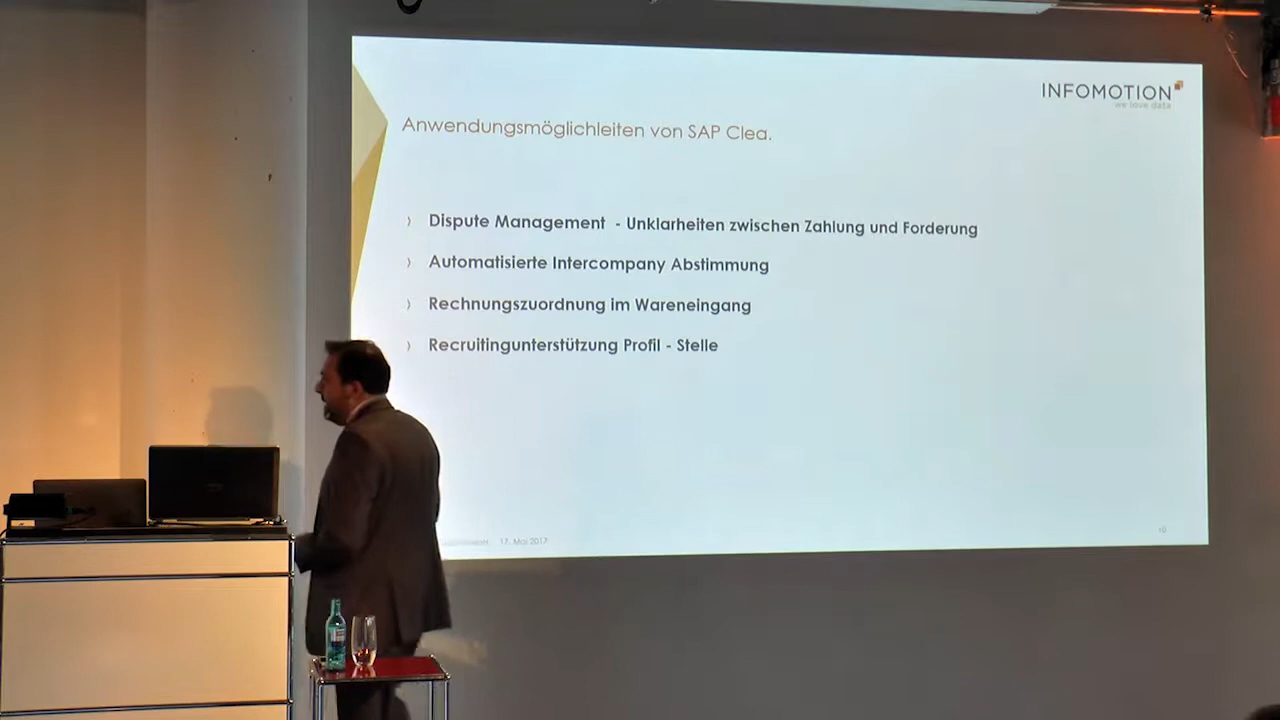 INFOMOTION
we love data
Anwendungsmöglichleiten von SAP Clea.
Dispute Management - Unklarheiten zwischen Zahlung und Forderung
Automatisierte Intercompany Abstimmung
Rechnungszuordnung im Wareneingang
Recruitingunterstützung Profil - Stelle
17. Mai 2017
10